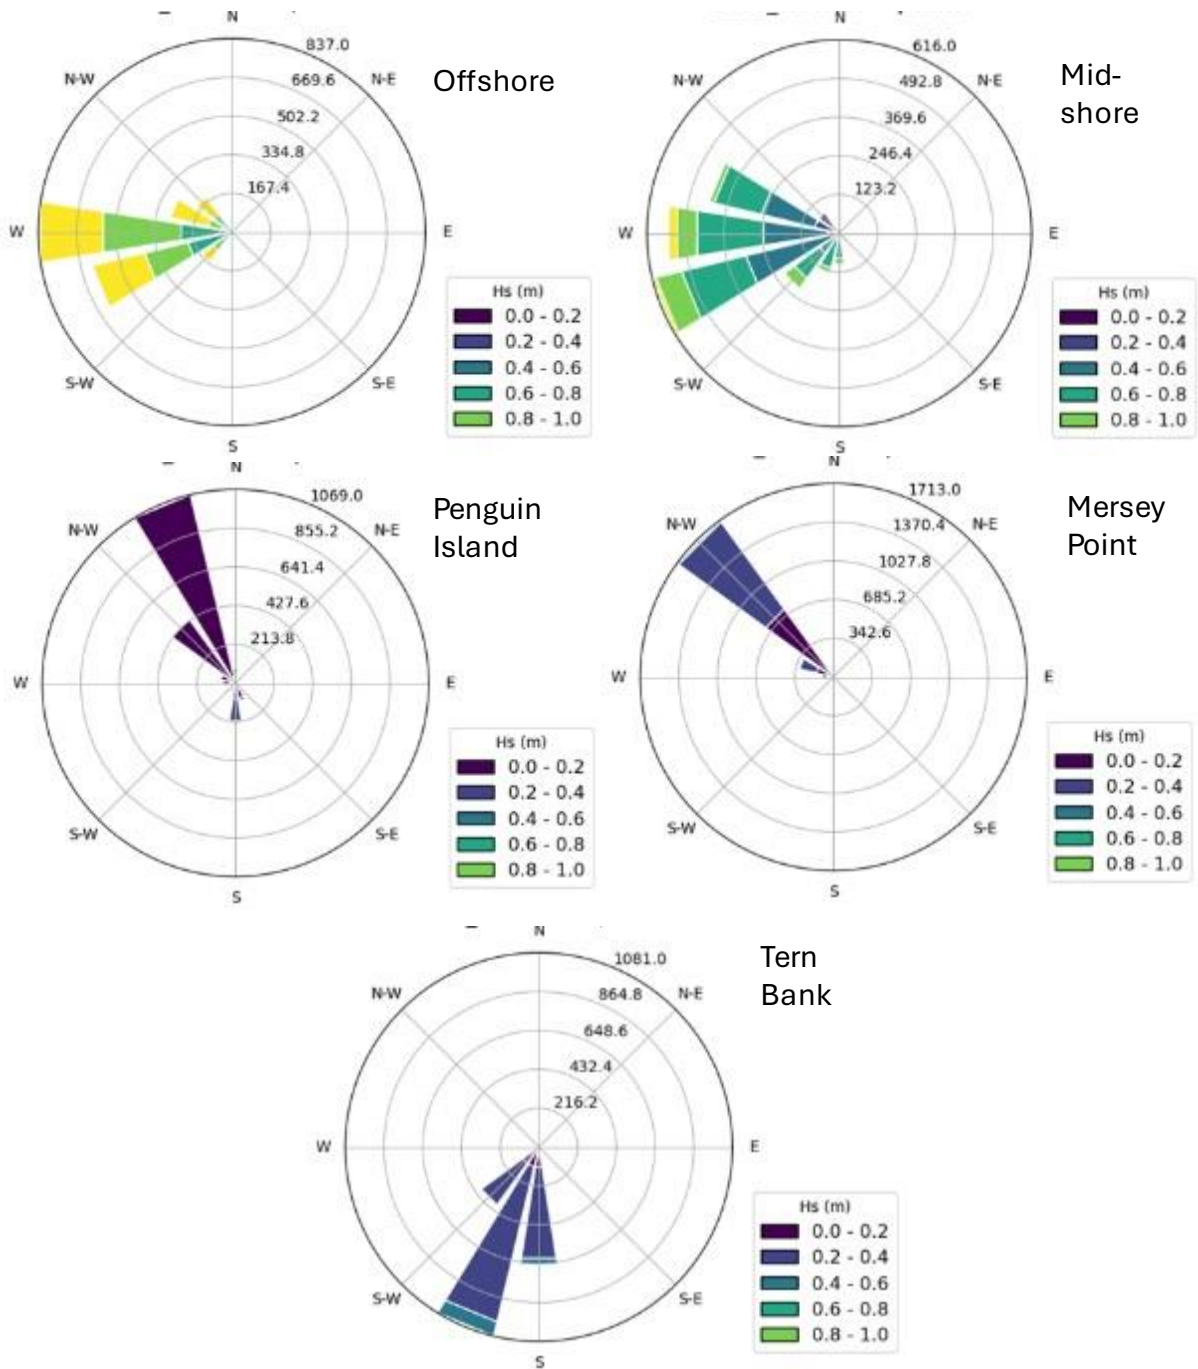 N
837.0
N-W
N-E
669.6
Offshore
502.2
334.8
167.4
W
E
Hs (m)
0.0 - 0.2
0.2 - 0.4
0.4 - 0.6
0.6 - 0.8
0.8 - 1.0
S-W
S-E
S
N
616.0
N-W
N-E
492.8
Mid-
shore
369.6
246.4
123.2
W
E
Hs (m)
0.0 - 0.2
0.2 - 0.4
0.4 - 0.6
0.6 - 0.8
0.8 - 1.0
S-W
S-E
S
N
1069.0
N-W
N-E
855.2
Penguin
Island
641.4
427.6
213.8
W
E
Hs (m)
0.0 - 0.2
0.2 - 0.4
0.4 - 0.6
0.6 - 0.8
0.8 - 1.0
S-W
S-E
S
N
1713.0
N-W
N-E
1370.4
Mersey
Point
1027.8
685.2
342.6
W
E
Hs (m)
0.0 - 0.2
0.2 - 0.4
0.4 - 0.6
0.6 - 0.8
0.8 - 1.0
S-W
S-E
S
N
1081.0
N-W
N-E
864.8
Tern
Bank
648.6
432.4
216.2
W
E
Hs (m)
0.0 - 0.2
0.2 - 0.4
0.4 - 0.6
0.6 - 0.8
0.8 - 1.0
S-W
S-E
S